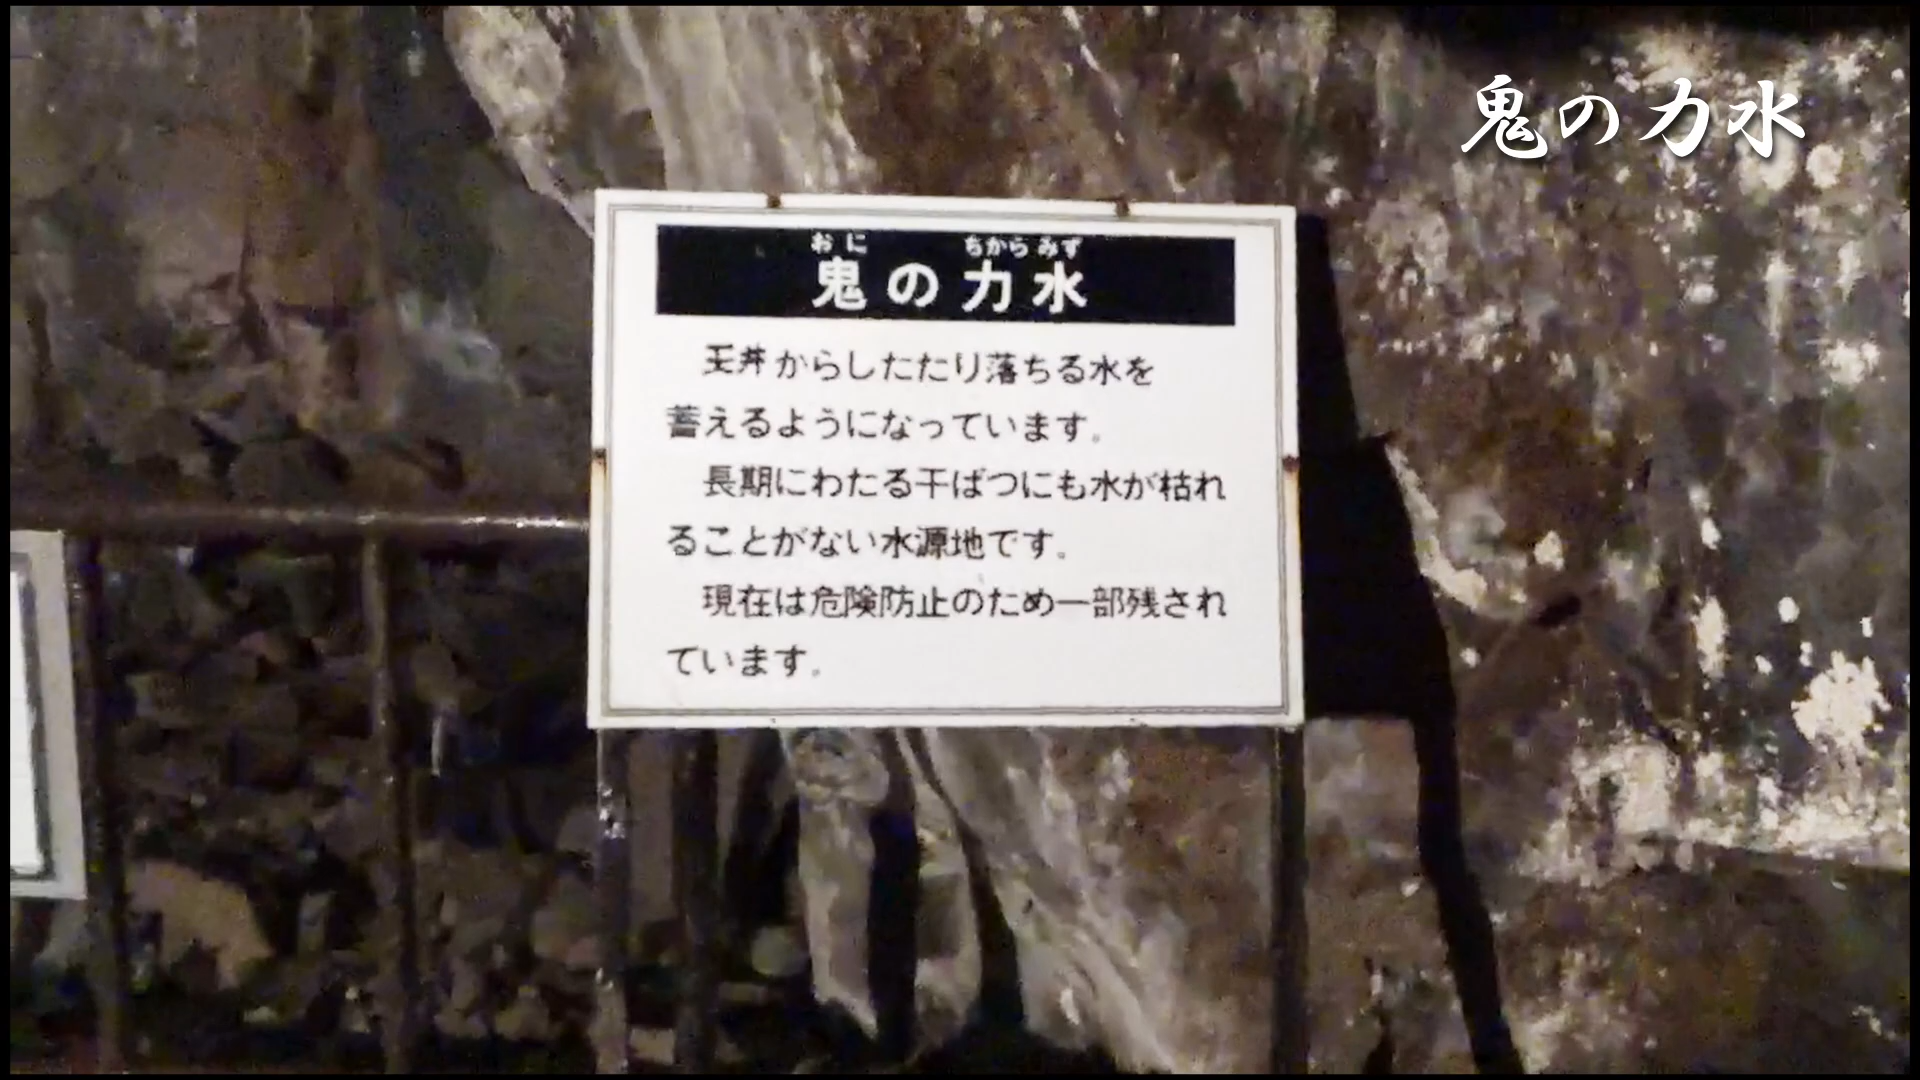 鬼の力水
おに ちからみず
鬼の力水
天井からしたたり落ちる水を
蓄えるようになっています。
長期にわたる干ばつにも水が枯れ
ることがない水源地です。
現在は危険防止のため一部残され
ています。